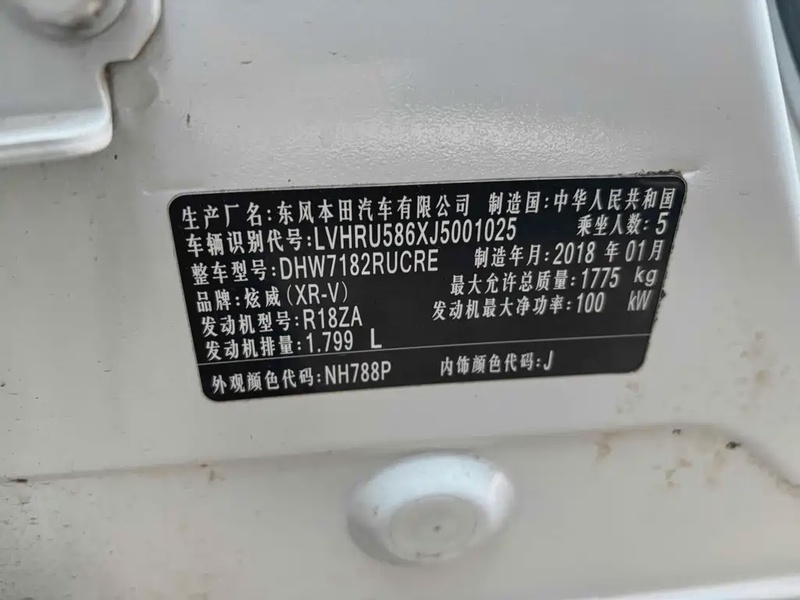 生产厂名:东风本田汽车有限公司 制造国:中华人民共和国
车辆识别代号:LVHRU586XJ5001025 乘坐人数:5
整车型号:DHW7182RUCRE 制造年月:2018 年 01月
品牌:炫威(XR-V) 最大允许总质量:1775 kg
发动机型号:R18ZA 发动机最大净功率:100 kW
发动机排量:1.799 L
外观颜色代码:NH788P 内饰颜色代码:J